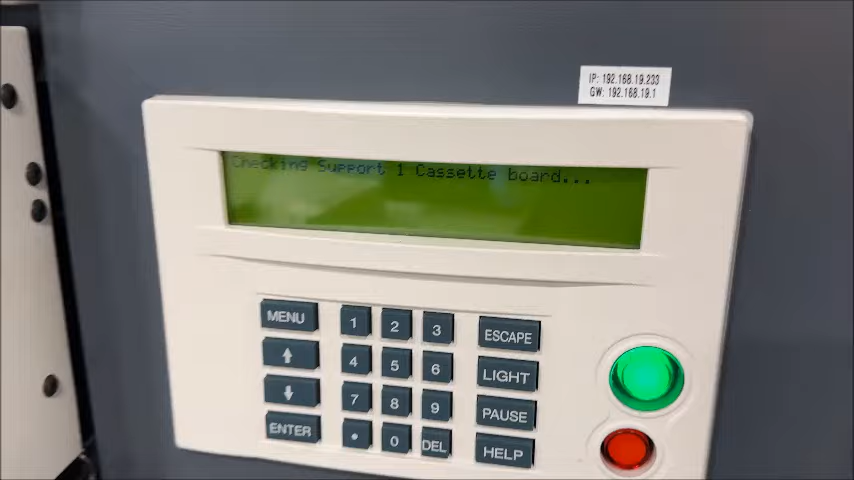 IP: 192.168.19.233
GW: 192.168.19.1
Checking Support 1 Cassette board...
MENU 1 2 3 ESCAPE
4 5 6 LIGHT
7 8 9 PAUSE
ENTER • 0 DEL HELP